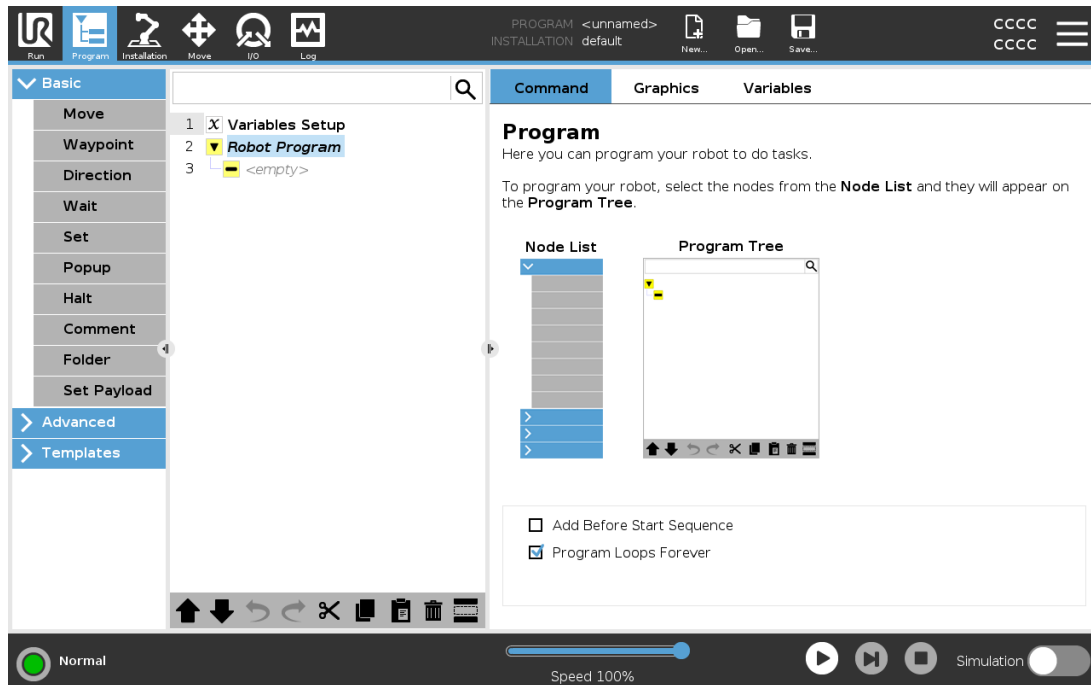 PROGRAM <unnamed>
INSTALLATION default
CCCC
CCCC
UR
Run
Program
Installation
Move
I/O
Log
New...
Open...
Save...
Basic
Move
Waypoint
Direction
Wait
Set
Popup
Halt
Comment
Folder
Set Payload
Advanced
Templates
1 X Variables Setup
2 Robot Program
3 <empty>
Command Graphics Variables
Program
Here you can program your robot to do tasks.
To program your robot, select the nodes from the Node List and they will appear on
the Program Tree.
Node List
Program Tree
Add Before Start Sequence
Program Loops Forever
Normal
Speed 100%
Simulation